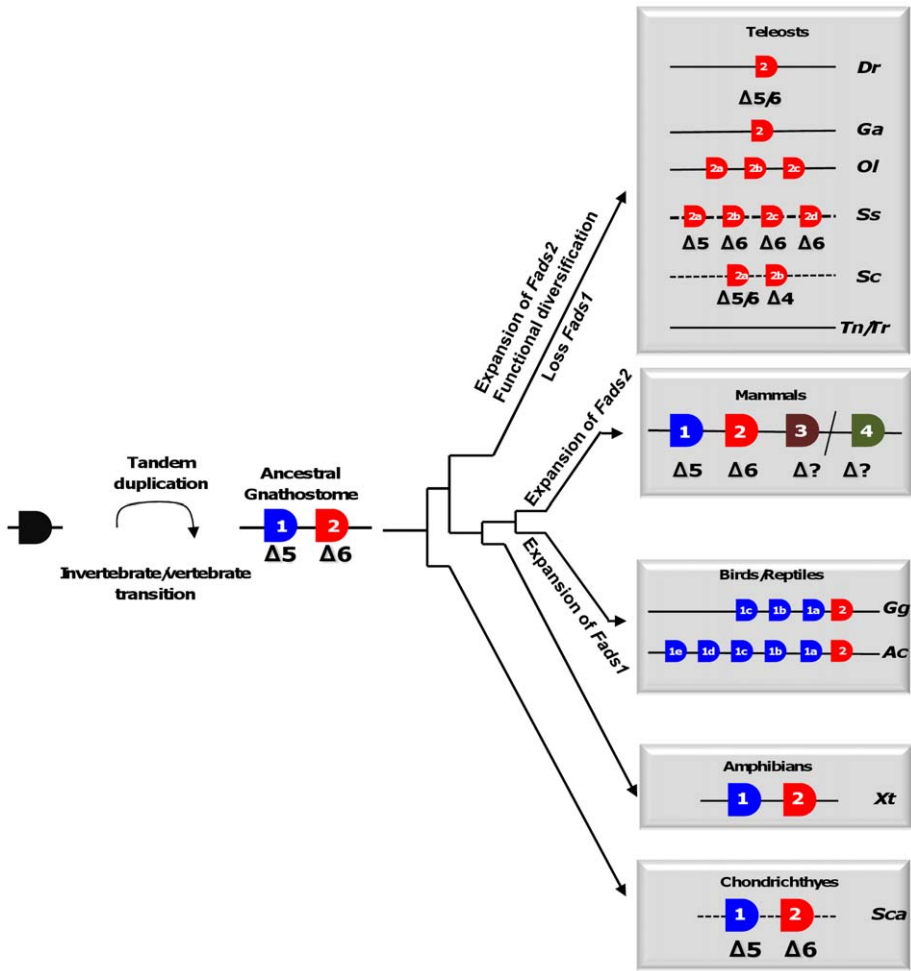 Teleosts
2 Dr
Δ5/6
2 Ga
2a 2b 2c Ol
2a 2b 2c 2d Ss
Δ5 Δ6 Δ6 Δ6
2a 2b Sc
Δ5/6 Δ4
Tn/Tr
Expansion of Fads2
Functional diversification
Loss Fads1
Mammals
1 2 3 4
Δ5 Δ6 Δ? Δ?
Expansion of Fads2
Tandem
duplication
Invertebrate/vertebrate
transition
Ancestral
Gnathostome
1 2
Δ5 Δ6
Expansion of Fads1
Birds/Reptiles
1c 1b 1a 2 Gg
1e 1d 1c 1b 1a 2 Ac
Amphibians
1 2 Xt
Chondrichthyes
1 2 Sca
Δ5 Δ6